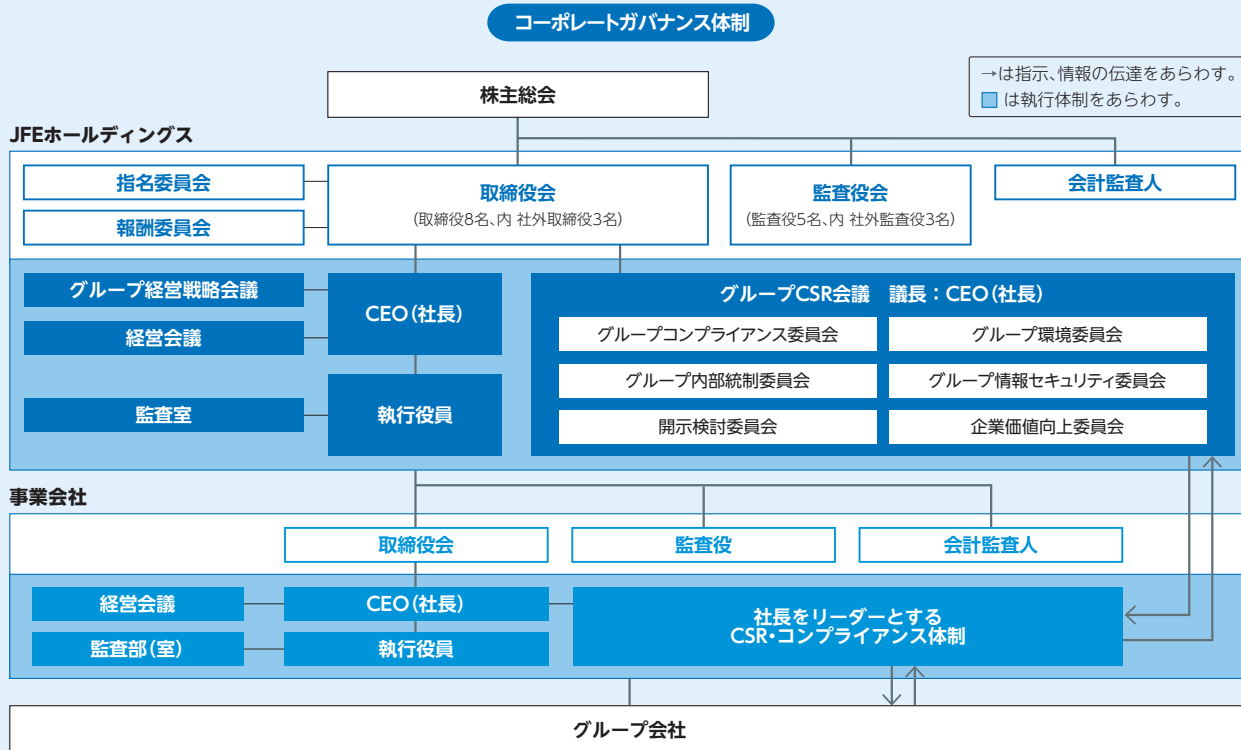 コーポレートガバナンス体制
→は指示、情報の伝達をあらわす。
は執行体制をあらわす。
株主総会
JFEホールディングス
指名委員会
報酬委員会
取締役会
(取締役8名、内 社外取締役3名)
監査役会
(監査役5名、内 社外監査役3名)
会計監査人
グループ経営戦略会議
経営会議
CEO(社長)
監査室
執行役員
グループCSR会議 議長：CEO(社長)
グループコンプライアンス委員会
グループ環境委員会
グループ内部統制委員会
グループ情報セキュリティ委員会
開示検討委員会
企業価値向上委員会
事業会社
取締役会
監査役
会計監査人
経営会議
CEO(社長)
監査部(室)
執行役員
社長をリーダーとする
CSR・コンプライアンス体制
グループ会社